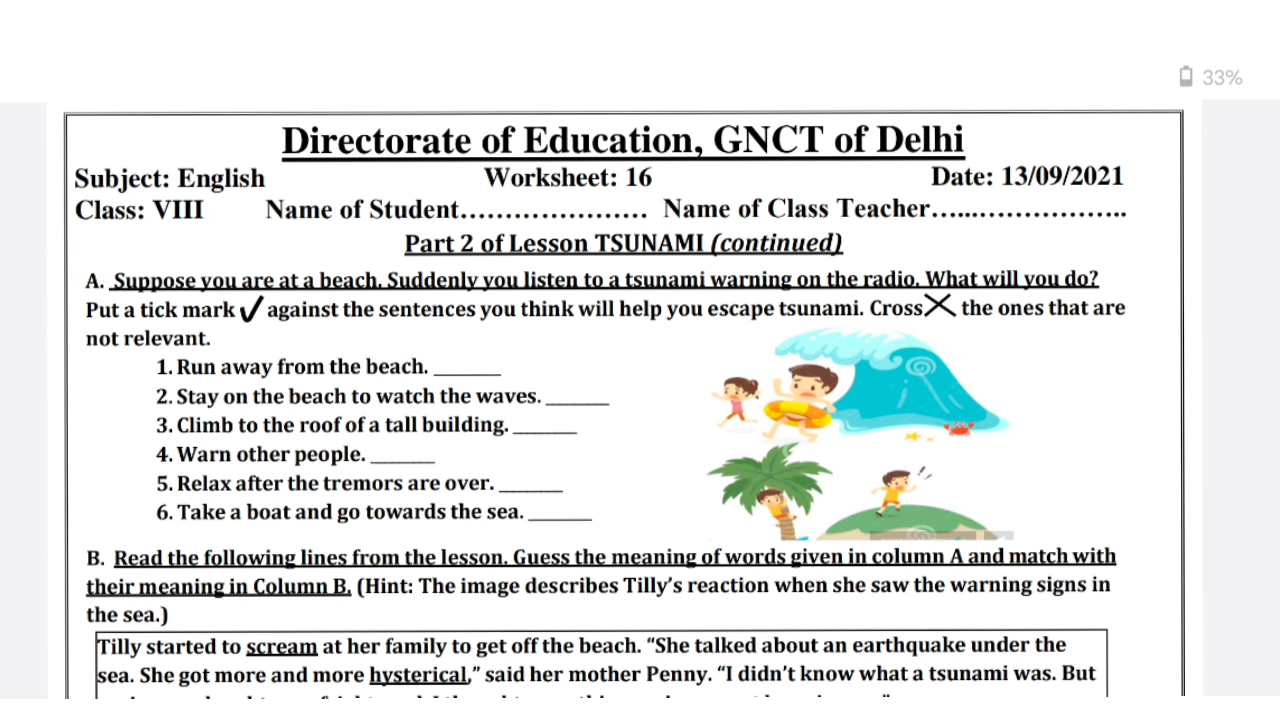 33%
Directorate of Education, GNCT of Delhi
Subject: English Worksheet: 16 Date: 13/09/2021
Class: VIII Name of Student..................... Name of Class Teacher......................
Part 2 of Lesson TSUNAMI (continued)
A. Suppose you are at a beach. Suddenly you listen to a tsunami warning on the radio. What will you do?
Put a tick mark ✓ against the sentences you think will help you escape tsunami. Cross ✕ the ones that are
not relevant.
1. Run away from the beach. ______
2. Stay on the beach to watch the waves. ______
3. Climb to the roof of a tall building. ______
4. Warn other people. ______
5. Relax after the tremors are over. ______
6. Take a boat and go towards the sea. ______
B. Read the following lines from the lesson. Guess the meaning of words given in column A and match with
their meaning in Column B. (Hint: The image describes Tilly's reaction when she saw the warning signs in
the sea.)
Tilly started to scream at her family to get off the beach. "She talked about an earthquake under the
sea. She got more and more hysterical," said her mother Penny. "I didn't know what a tsunami was. But